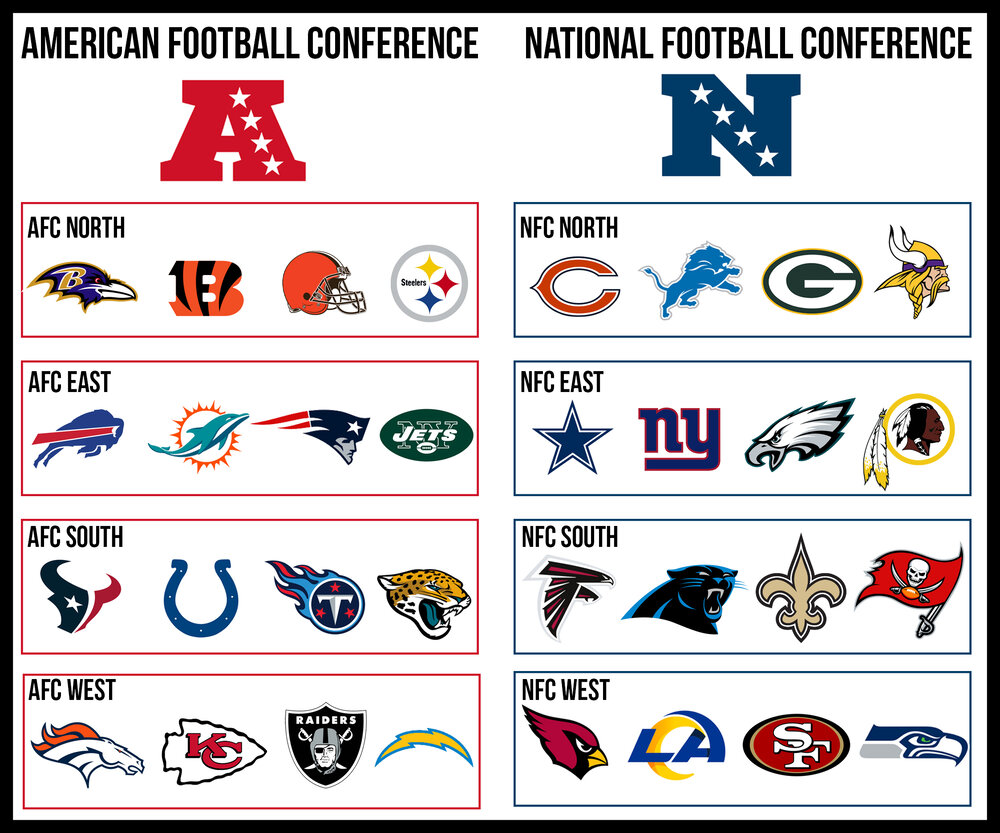 AMERICAN FOOTBALL CONFERENCE
A
AFC NORTH
B
B
Steelers
AFC EAST
NY
JETS
AFC SOUTH
T
AFC WEST
KC
RAIDERS
NATIONAL FOOTBALL CONFERENCE
N
NFC NORTH
C
G
NFC EAST
ny
NFC SOUTH
NFC WEST
LA
SF